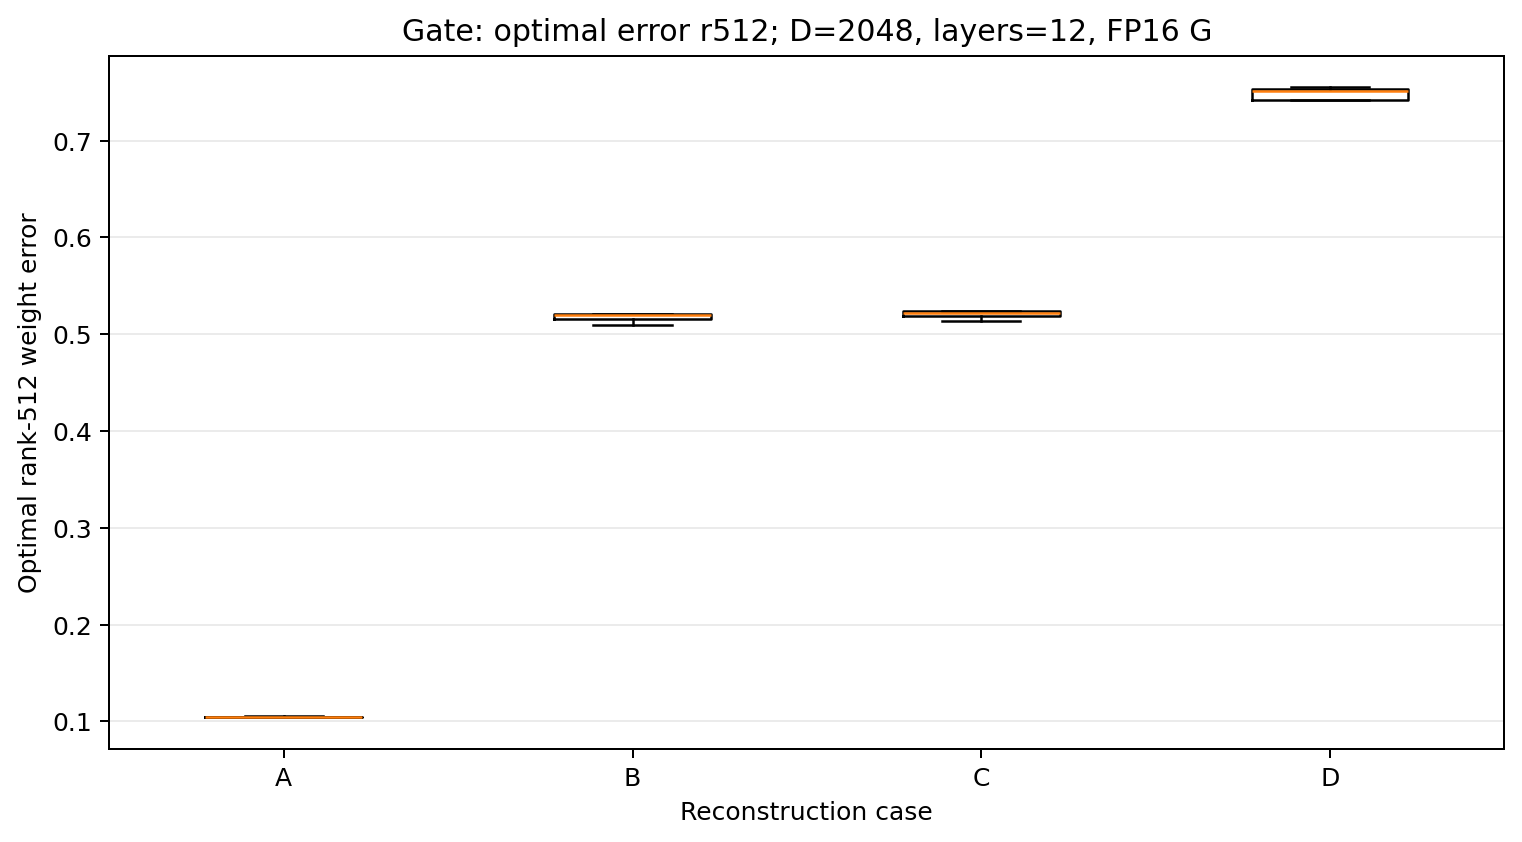 Gate: optimal error r512; D=2048, layers=12, FP16 G
Optimal rank-512 weight error
0.7
0.6
0.5
0.4
0.3
0.2
0.1
A B C D
Reconstruction case